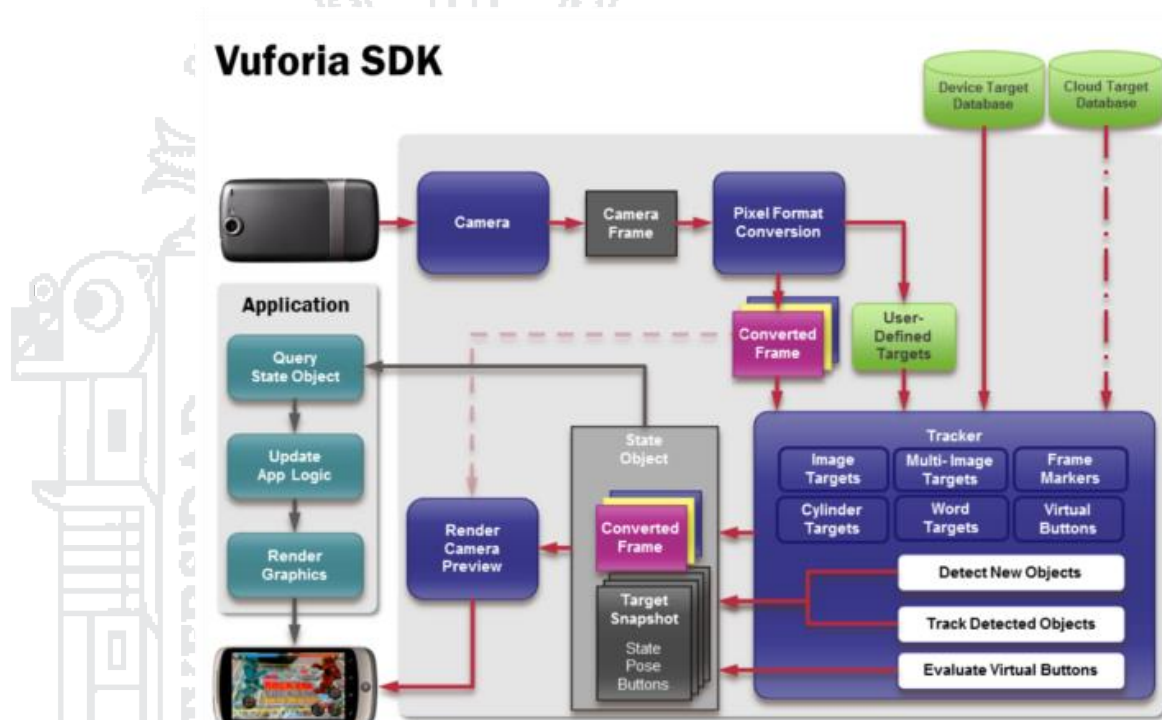 Vuforia SDK
Device Target
Database
Cloud Target
Database
Camera
Camera
Frame
Pixel Format
Conversion
Application
Query
State Object
Update
App Logic
Render
Graphics
Converted
Frame
User-
Defined
Targets
State
Object
Converted
Frame
Target
Snapshot
State
Pose
Buttons
Render
Camera
Preview
Tracker
Image
Targets
Multi-Image
Targets
Frame
Markers
Cylinder
Targets
Word
Targets
Virtual
Buttons
Detect New Objects
Track Detected Objects
Evaluate Virtual Buttons